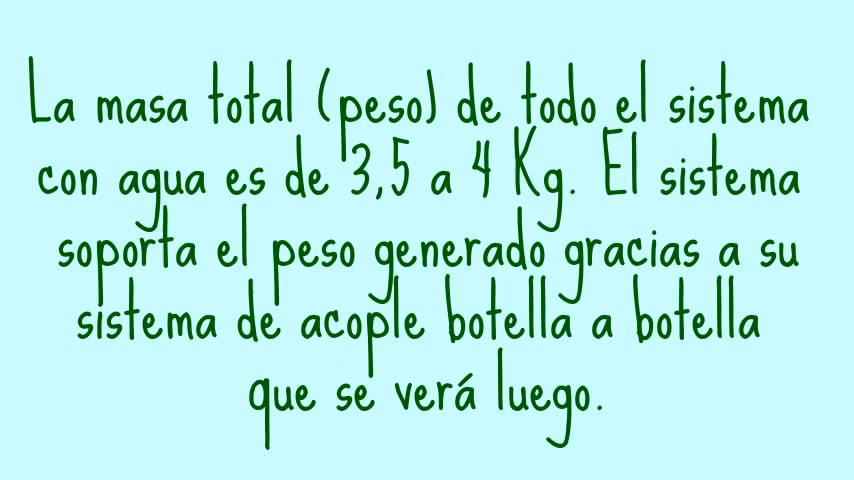 La masa total (peso) de todo el sistema
con agua es de 3,5 a 4 Kg. El sistema
soporta el peso generado gracias a su
sistema de acople botella a botella
que se verá luego.